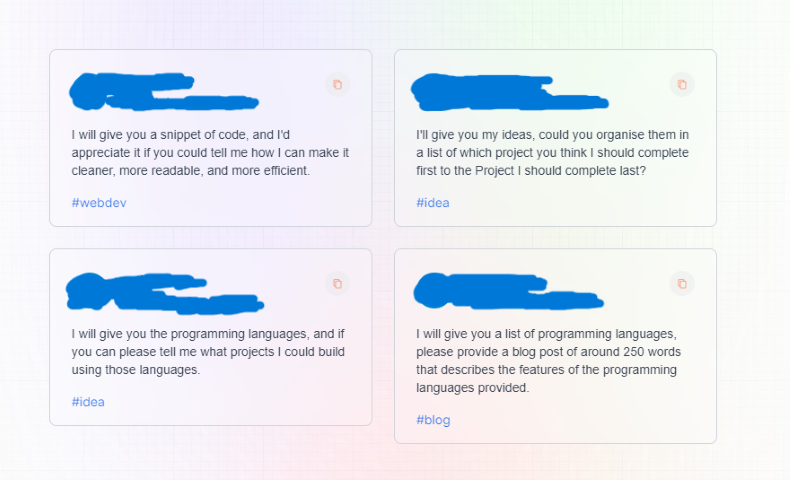 I will give you a snippet of code, and I'd
appreciate it if you could tell me how I can make it
cleaner, more readable, and more efficient.
#webdev
I'll give you my ideas, could you organise them in
a list of which project you think I should complete
first to the Project I should complete last?
#idea
I will give you the programming languages, and if
you can please tell me what projects I could build
using those languages.
#idea
I will give you a list of programming languages,
please provide a blog post of around 250 words
that describes the features of the programming
languages provided.
#blog